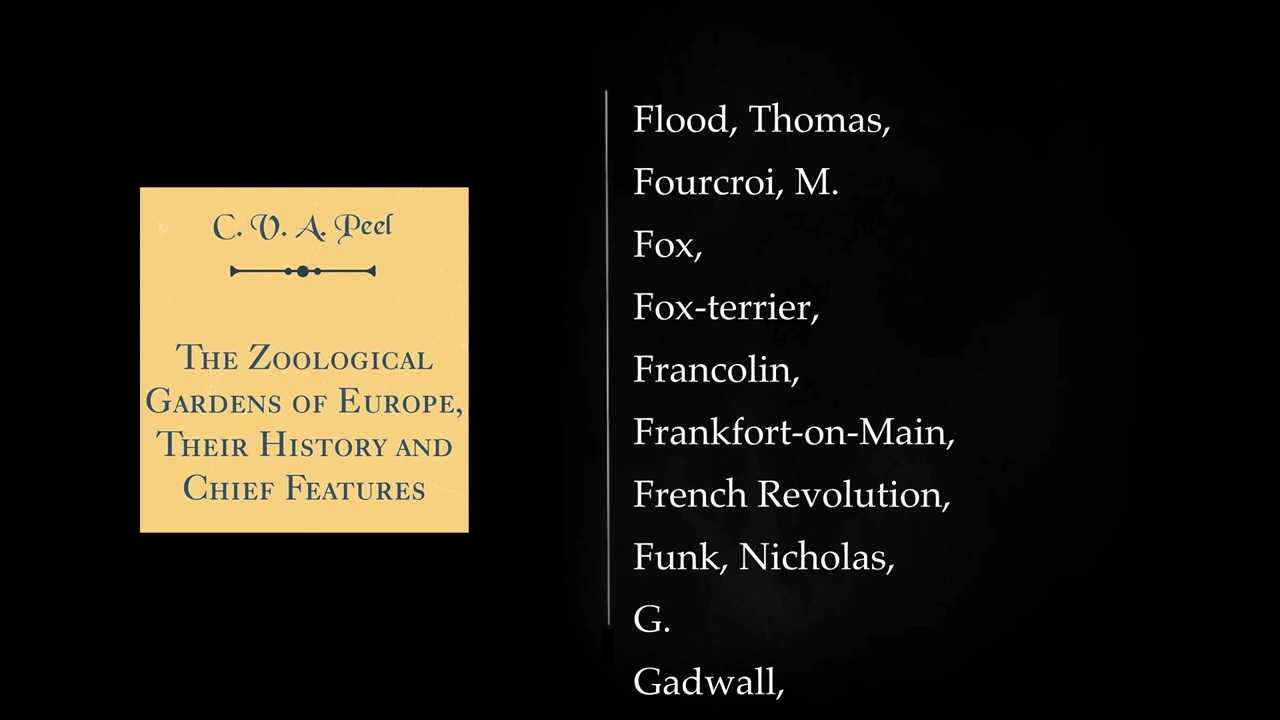 C. V. A. Peel
The Zoological
Gardens of Europe,
Their History and
Chief Features
Flood, Thomas,
Fourcroi, M.
Fox,
Fox-terrier,
Francolin,
Frankfort-on-Main,
French Revolution,
Funk, Nicholas,
G.
Gadwall,